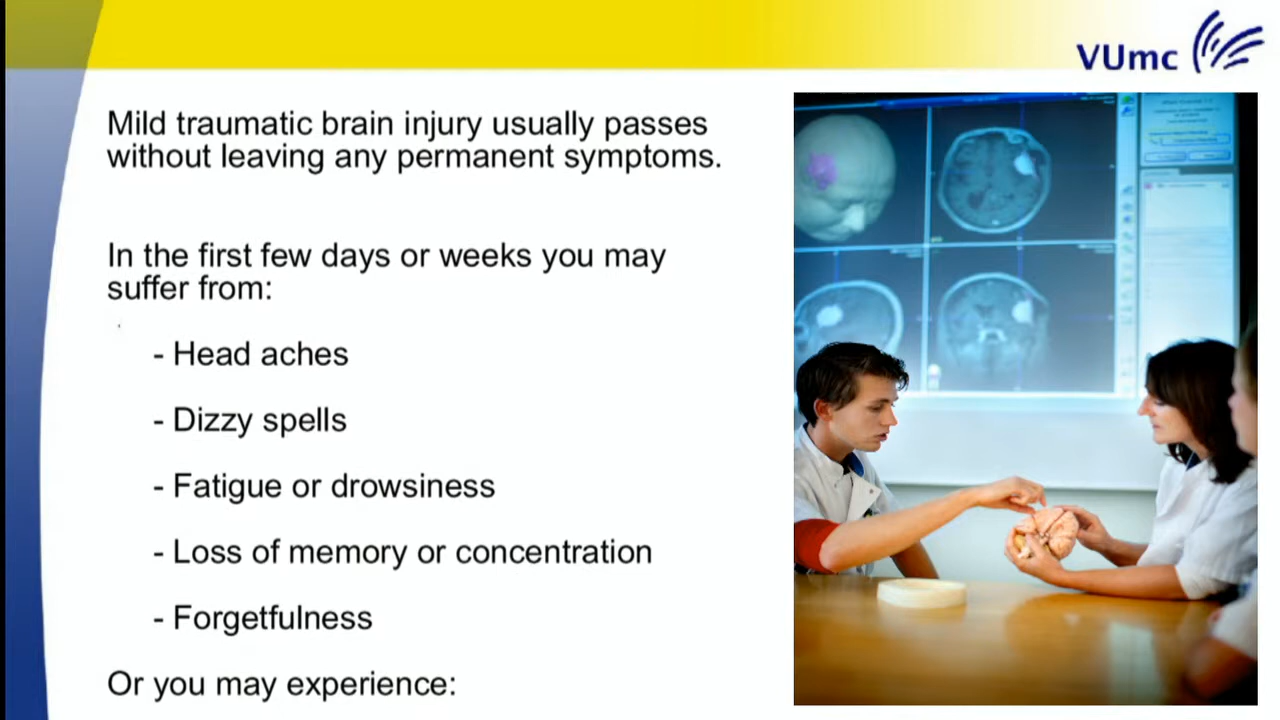 VUmc
Mild traumatic brain injury usually passes
without leaving any permanent symptoms.
In the first few days or weeks you may
suffer from:
- Head aches
- Dizzy spells
- Fatigue or drowsiness
- Loss of memory or concentration
- Forgetfulness
Or you may experience: